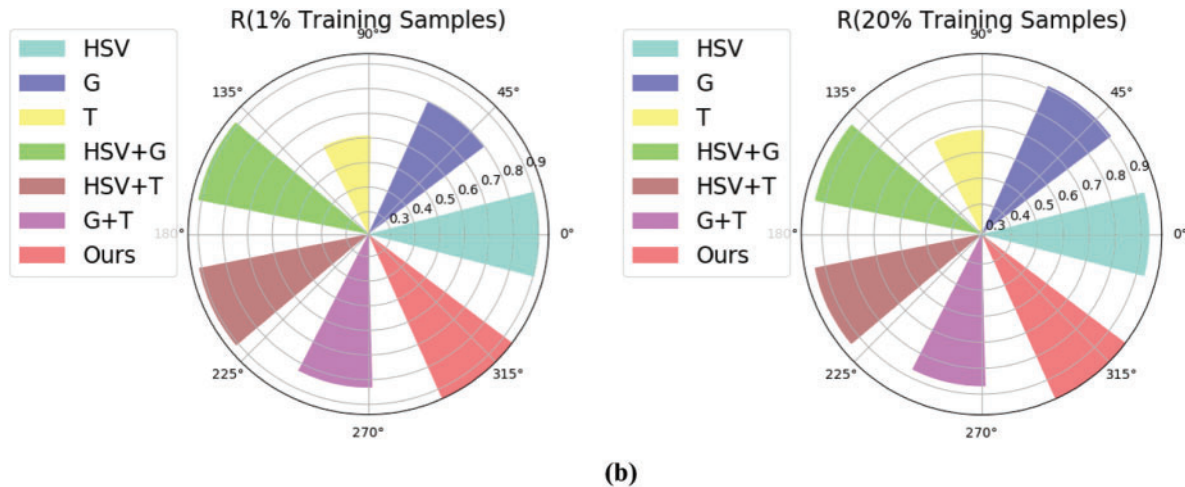 R(1% Training Samples)
HSV
G
T
HSV+G
HSV+T
G+T
Ours
90°
135°
45°
180°
0°
225°
315°
270°
0.3
0.4
0.5
0.6
0.7
0.8
0.9
R(20% Training Samples)
HSV
G
T
HSV+G
HSV+T
G+T
Ours
90°
135°
45°
180°
0°
225°
315°
270°
0.3
0.4
0.5
0.6
0.7
0.8
0.9
(b)